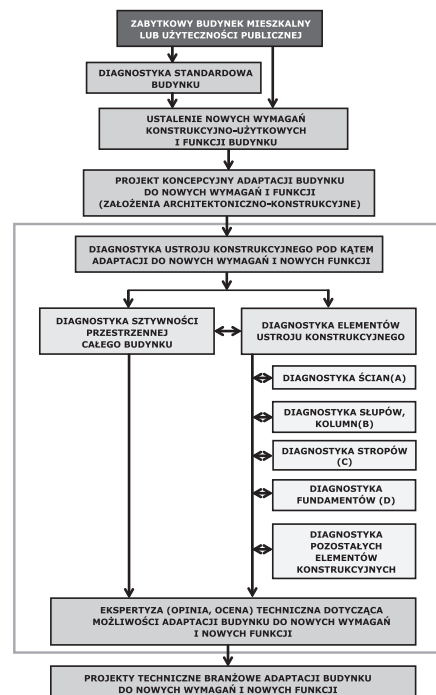 ZABYTKOWY BUDYNEK MIESZKALNY
LUB UŻYTECZNOŚCI PUBLICZNEJ
DIAGNOSTYKA STANDARDOWA
BUDYNKU
USTALENIE NOWYCH WYMAGAŃ
KONSTRUKCYJNO–UŻYTKOWYCH
I FUNKCJI BUDYNKU
PROJEKT KONCEPCYJNY ADAPTACJI BUDYNKU
DO NOWYCH WYMAGAŃ I FUNKCJI
(ZAŁOŻENIA ARCHITEKTONICZNO–KONSTRUKCYJNE)
DIAGNOSTYKA USTROJU KONSTRUKCYJNEGO POD KĄTEM
ADAPTACJI DO NOWYCH WYMAGAŃ I NOWYCH FUNKCJI
DIAGNOSTYKA SZTYWNOŚCI
PRZESTRZENNEJ
CAŁEGO BUDYNKU
DIAGNOSTYKA ELEMENTÓW
USTROJU KONSTRUKCYJNEGO
DIAGNOSTYKA ŚCIAN(A)
DIAGNOSTYKA SŁUPÓW,
KOLUMN(B)
DIAGNOSTYKA STROPÓW
(C)
DIAGNOSTYKA
FUNDAMENTÓW (D)
DIAGNOSTYKA
POZOSTAŁYCH
ELEMENTÓW
KONSTRUKCYJNYCH
EKSPERTYZA (OPINIA, OCENA) TECHNICZNA DOTYCZĄCA
MOŻLIWOŚCI ADAPTACJI BUDYNKU DO NOWYCH WYMAGAŃ
I NOWYCH FUNKCJI
PROJEKTY TECHNICZNE BRANŻOWE ADAPTACJI BUDYNKU
DO NOWYCH WYMAGAŃ I NOWYCH FUNKCJI